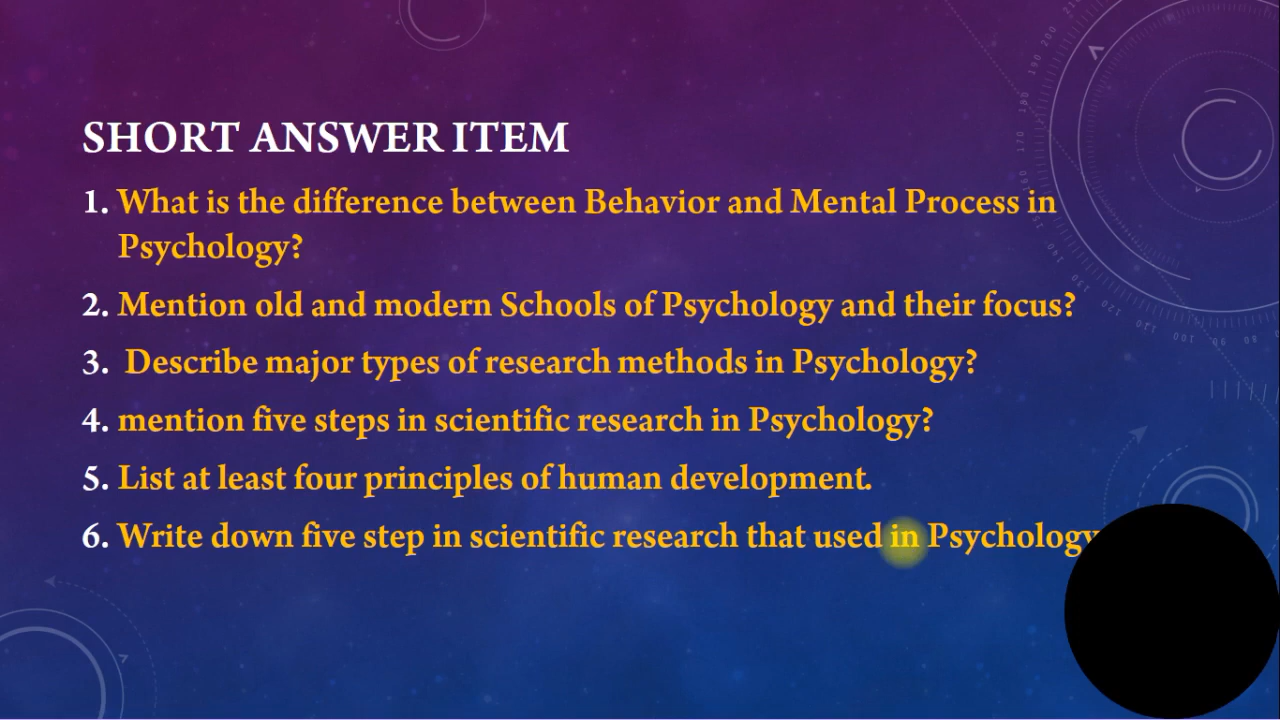 SHORT ANSWER ITEM
1. What is the difference between Behavior and Mental Process in
Psychology?
2. Mention old and modern Schools of Psychology and their focus?
3. Describe major types of research methods in Psychology?
4. mention five steps in scientific research in Psychology?
5. List at least four principles of human development.
6. Write down five step in scientific research that used in Psychology